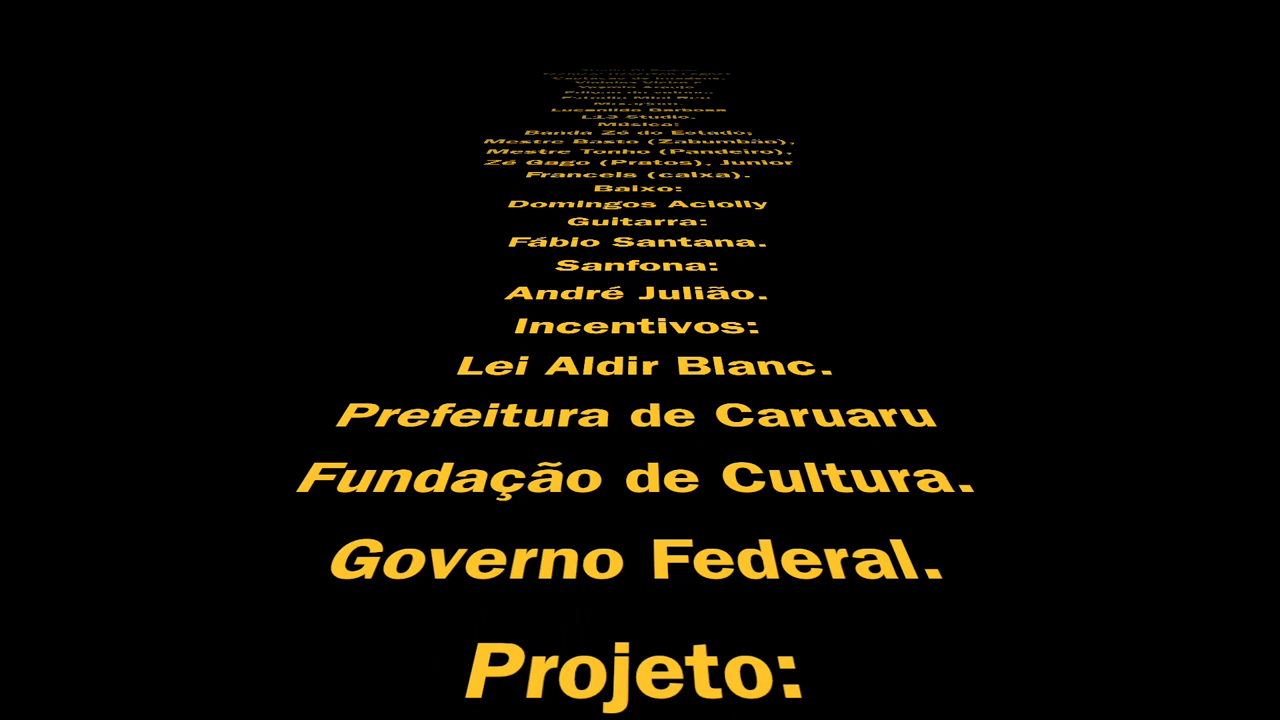 Lucenildo Barbosa
L13 Studio.
Música:
Banda Zé do Estado;
Mestre Basto (Zabumbão),
Mestre Tonho (Pandeiro),
Zé Gago (Pratos), Junior
Franceis (caixa).
Baixo:
Domingos Aciolly
Guitarra:
Fábio Santana.
Sanfona:
André Julião.
Incentivos:
Lei Aldir Blanc.
Prefeitura de Caruaru
Fundação de Cultura.
Governo Federal.
Projeto: